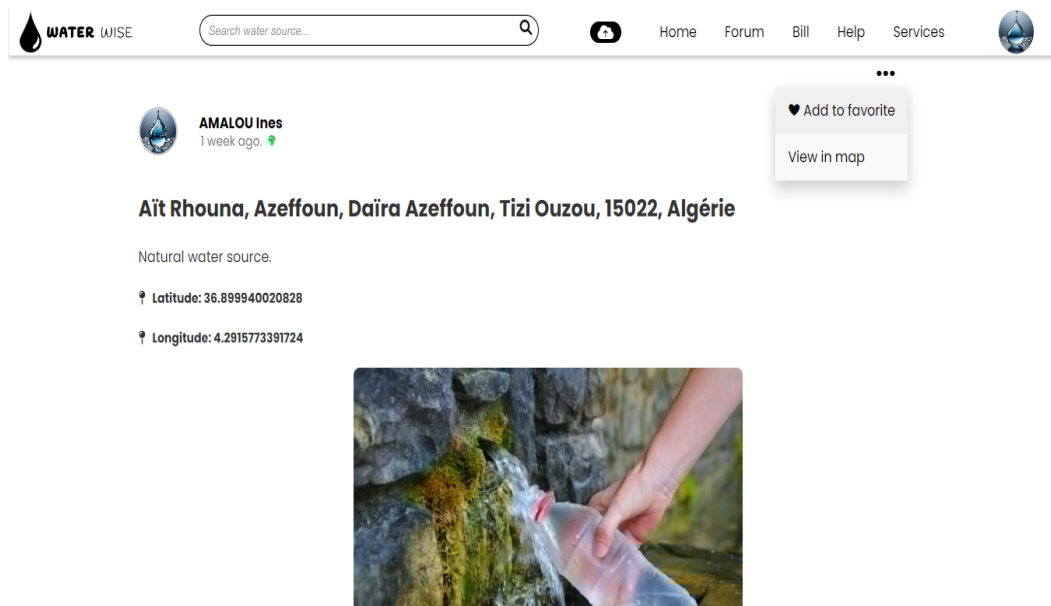 WATER WISE
Search water source...
Home
Forum
Bill
Help
Services
•••
♥ Add to favorite
View in map
AMALOU Ines
1 week ago.
Aït Rhouna, Azeffoun, Daïra Azeffoun, Tizi Ouzou, 15022, Algérie
Natural water source.
Latitude: 36.899940020828
Longitude: 4.2915773391724